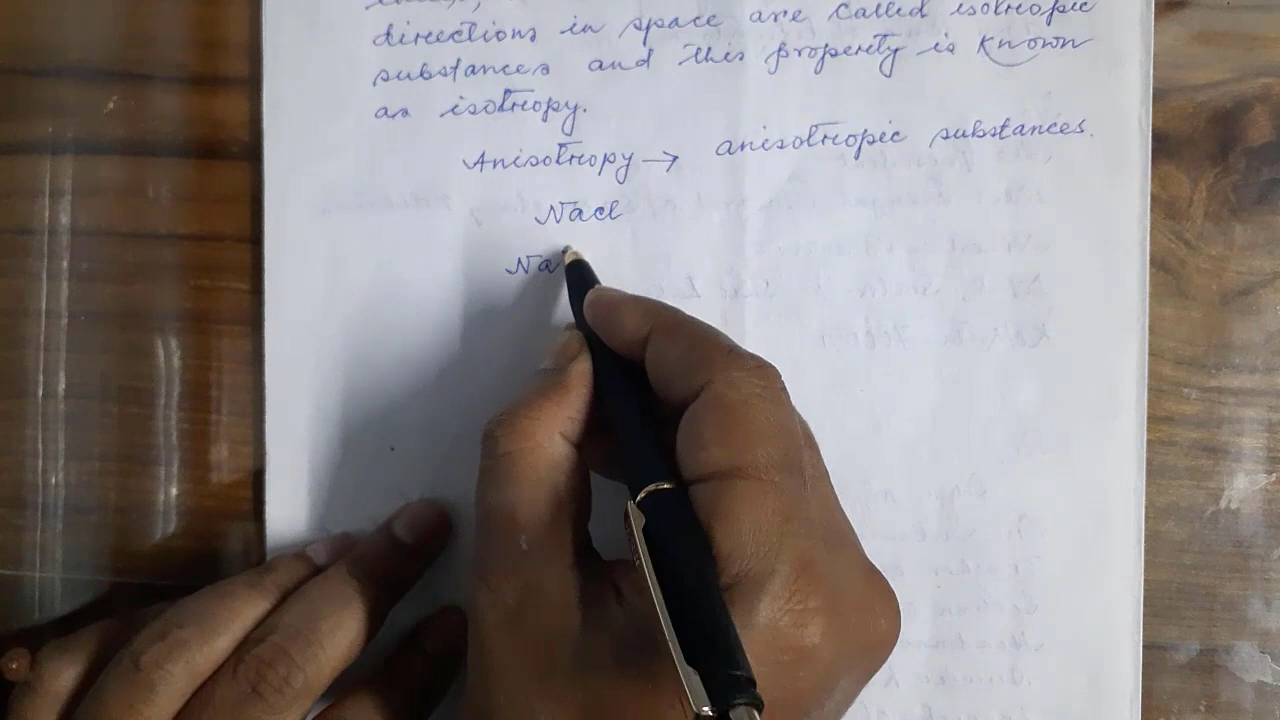 directions in space are called isotropic
substances and this property is known
as isotropy.
Anisotropy → anisotropic substances.
Nacl
Na